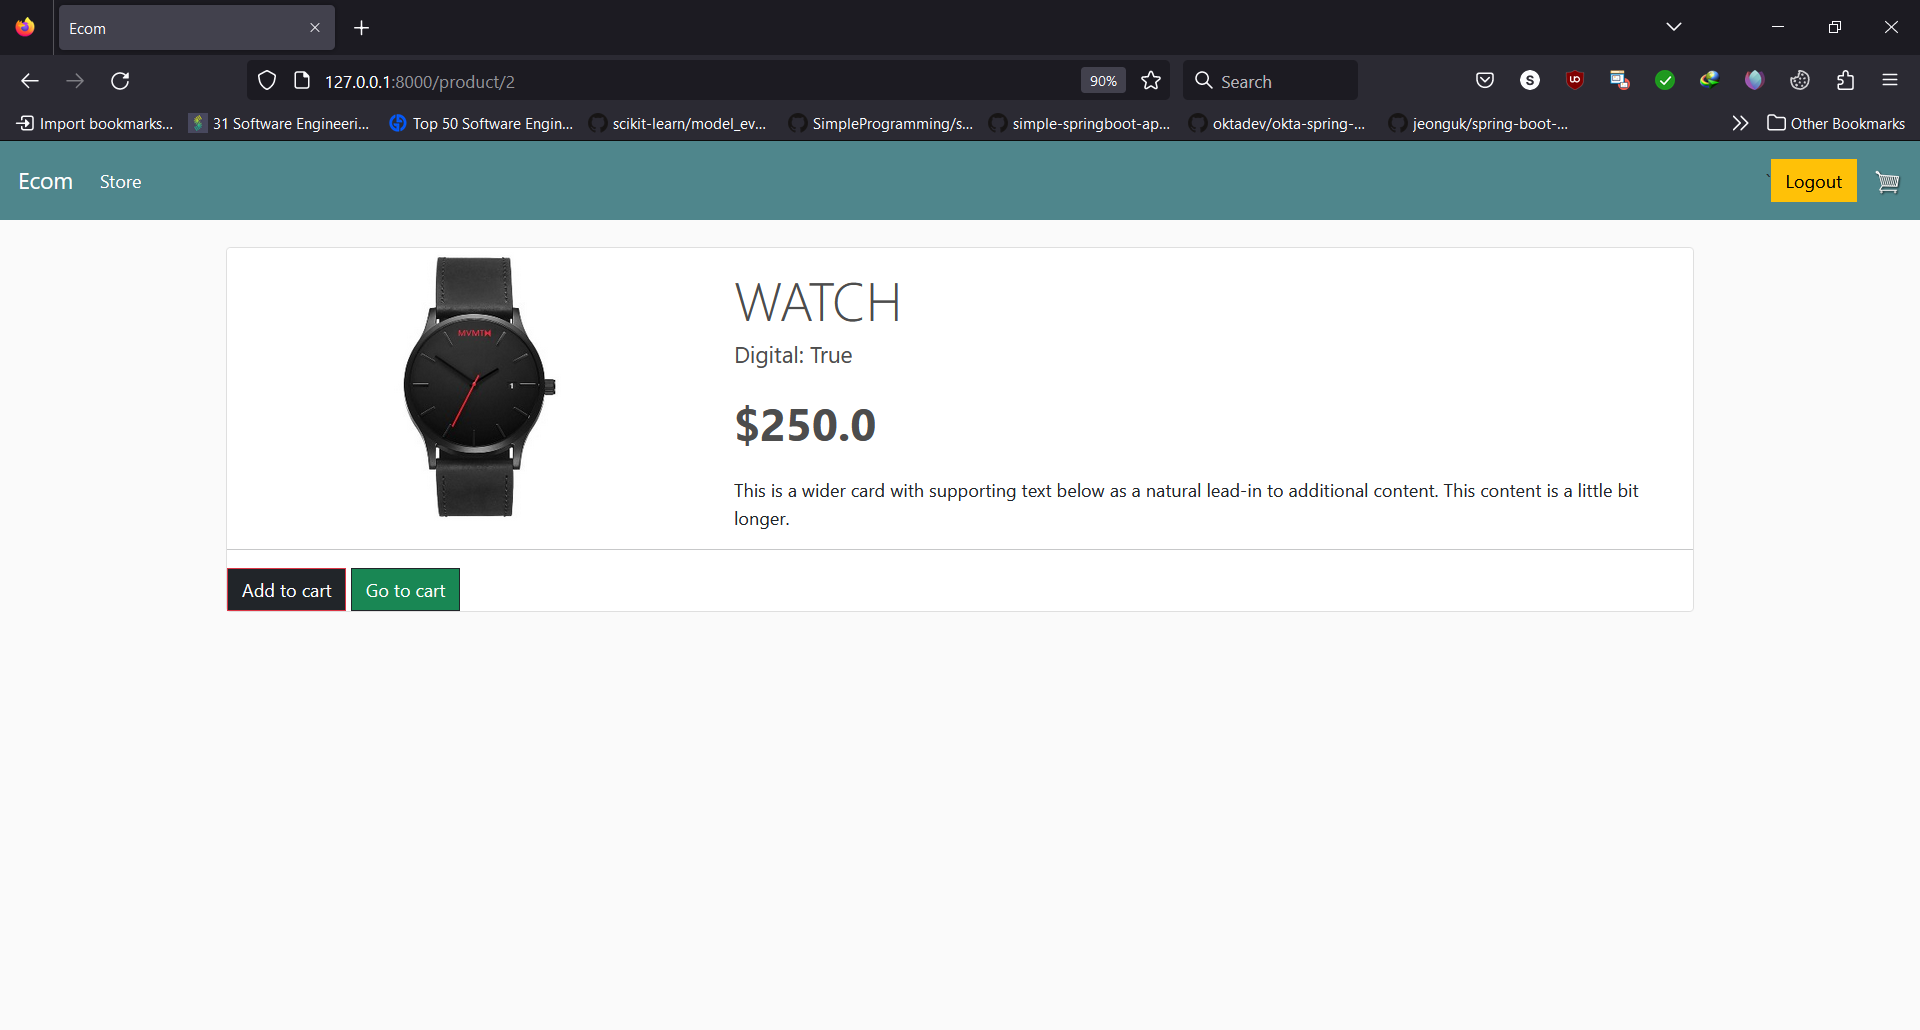 Ecom
127.0.0.1:8000/product/2
90%
Search
S
Import bookmarks...
31 Software Engineeri...
Top 50 Software Engin...
scikit-learn/model_ev...
SimpleProgramming/s...
simple-springboot-ap...
oktadev/okta-spring-...
jeonguk/spring-boot-...
Other Bookmarks
Ecom
Store
`
Logout
MVMTH
1
WATCH
Digital: True
$250.0
This is a wider card with supporting text below as a natural lead-in to additional content. This content is a little bit
longer.
Add to cart
Go to cart